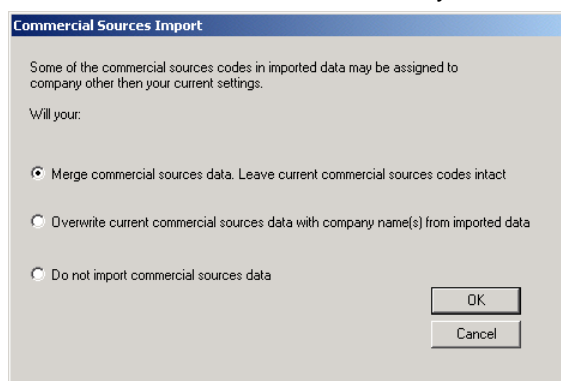 Commercial Sources Import
Some of the commercial sources codes in imported data may be assigned to
company other then your current settings.
Will your:
Merge commercial sources data. Leave current commercial sources codes intact
Overwrite current commercial sources data with company name(s) from imported data
Do not import commercial sources data
OK
Cancel